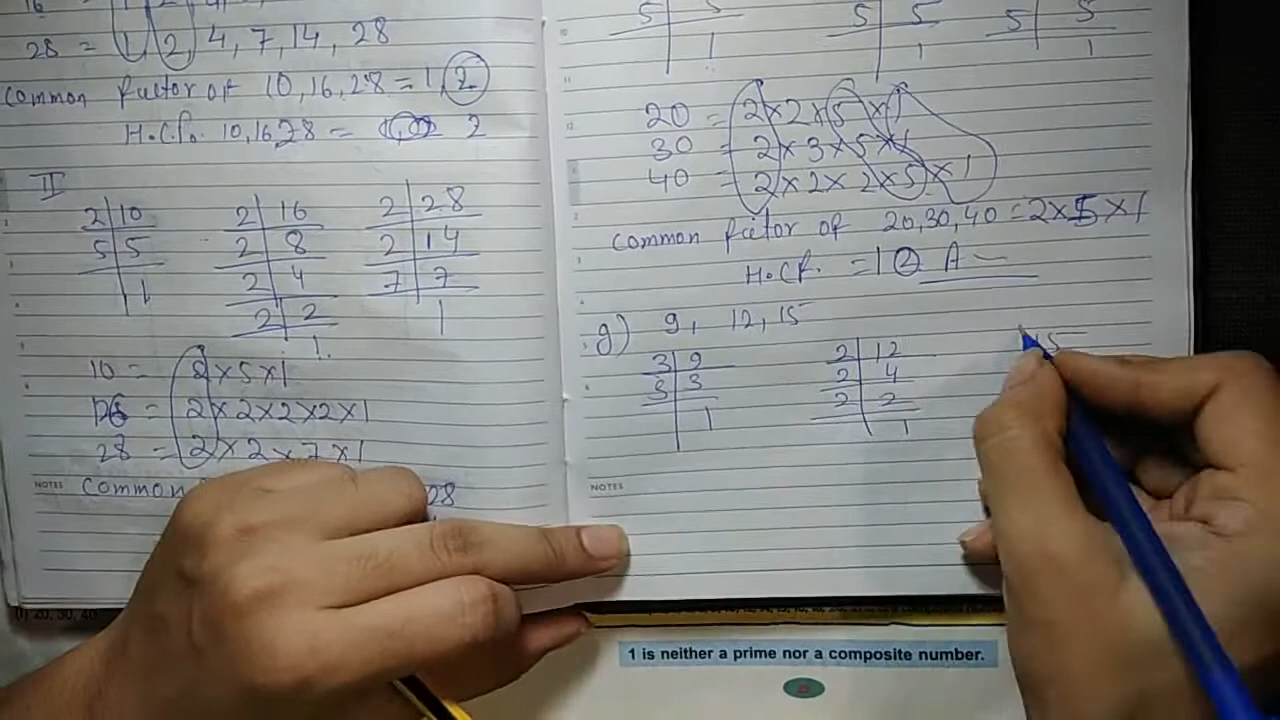 28 = 1, 2, 4, 7, 14, 28
Common factor of 10, 16, 28 = 1, 2
H.C.F. 10, 16, 28 = 2
II
2 10
5 5
1
2 16
2 8
2 4
2 2
1.
2 28
2 14
7 7
1
10 = 2 × 5 × 1
16 = 2 × 2 × 2 × 2 × 1
28 = 2 × 2 × 7 × 1
NOTES
Common
28
5 5
1
5 5
1
5 5
1
20 = 2 × 2 × 5 × 1
30 = 2 × 3 × 5 × 1
40 = 2 × 2 × 2 × 5 × 1
Common factor of 20, 30, 40 = 2 × 5 × 1
H.C.F. = 10 A
g) 9, 12, 15
3 9
3 3
1
2 12
2 4
2 2
1
15
NOTES
(f) 20, 30, 40
1 is neither a prime nor a composite number.